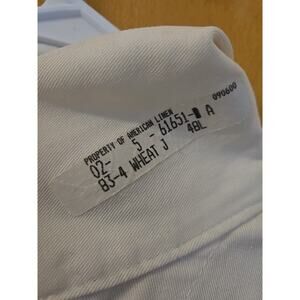 PROPERTY OF AMERICAN LINEN 090600
02- 5 -61651- A
B3-4 WHEAT J 4BL